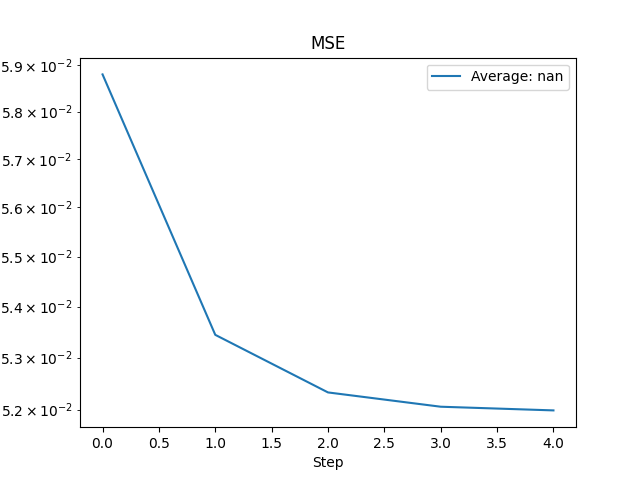 MSE
Average: nan
5.9 × 10⁻²
5.8 × 10⁻²
5.7 × 10⁻²
5.6 × 10⁻²
5.5 × 10⁻²
5.4 × 10⁻²
5.3 × 10⁻²
5.2 × 10⁻²
0.0 0.5 1.0 1.5 2.0 2.5 3.0 3.5 4.0
Step